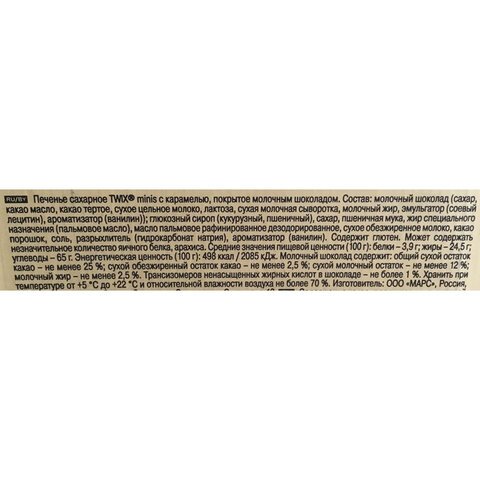 RU/BY Печенье сахарное TWIX® minis с карамелью, покрытое молочным шоколадом. Состав: молочный шоколад (сахар,
какао масло, какао тертое, сухое цельное молоко, лактоза, сухая молочная сыворотка, молочный жир, эмульгатор (соевый
лецитин), ароматизатор (ванилин)); глюкозный сироп (кукурузный, пшеничный), сахар, пшеничная мука, жир специального
назначения (пальмовое масло), масло пальмовое рафинированное дезодорированное, сухое обезжиренное молоко, какао
порошок, соль, разрыхлитель (гидрокарбонат натрия), ароматизатор (ванилин). Содержит глютен. Может содержать
незначительное количество яичного белка, арахиса. Средние значения пищевой ценности (100 г): белки – 3,9 г; жиры – 24,5 г;
углеводы – 65 г. Энергетическая ценность (100 г): 498 ккал / 2085 кДж. Молочный шоколад содержит: общий сухой остаток
какао – не менее 25 %; сухой обезжиренный остаток какао – не менее 2,5 %; сухой молочный остаток – не менее 12 %;
молочный жир – не менее 2,5 %. Трансизомеры ненасыщенных жирных кислот в шоколаде – не более 1 %. Хранить при
температуре от +5 °C до +22 °C и относительной влажности воздуха не более 70 %. Изготовитель: ООО «МАРС», Россия,